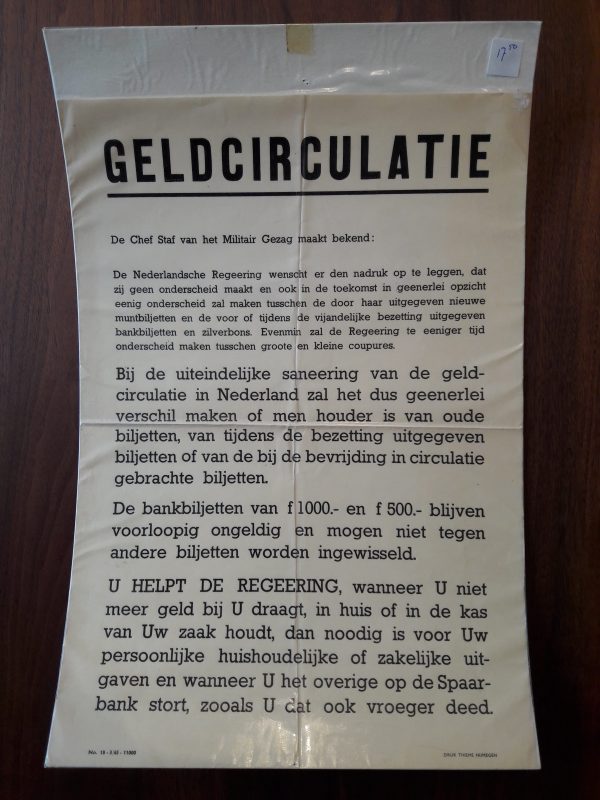 17 50
GELDCIRCULATIE
De Chef Staf van het Militair Gezag maakt bekend:
De Nederlandsche Regeering wenscht er den nadruk op te leggen, dat
zij geen onderscheid maakt en ook in de toekomst in geenerlei opzicht
eenig onderscheid zal maken tusschen de door haar uitgegeven nieuwe
muntbiljetten en de voor of tijdens de vijandelijke bezetting uitgegeven
bankbiljetten en zilverbons. Evenmin zal de Regeering te eeniger tijd
onderscheid maken tusschen groote en kleine coupures.
Bij de uiteindelijke saneering van de geld-
circulatie in Nederland zal het dus geenerlei
verschil maken of men houder is van oude
biljetten, van tijdens de bezetting uitgegeven
biljetten of van de bij de bevrijding in circulatie
gebrachte biljetten.
De bankbiljetten van f 1000.- en f 500.- blijven
voorloopig ongeldig en mogen niet tegen
andere biljetten worden ingewisseld.
U HELPT DE REGEERING, wanneer U niet
meer geld bij U draagt, in huis of in de kas
van Uw zaak houdt, dan noodig is voor Uw
persoonlijke huishoudelijke of zakelijke uit-
gaven en wanneer U het overige op de Spaar-
bank stort, zooals U dat ook vroeger deed.
No. 18 - 3/45 - 11000
DRUK THIEME NIJMEGEN